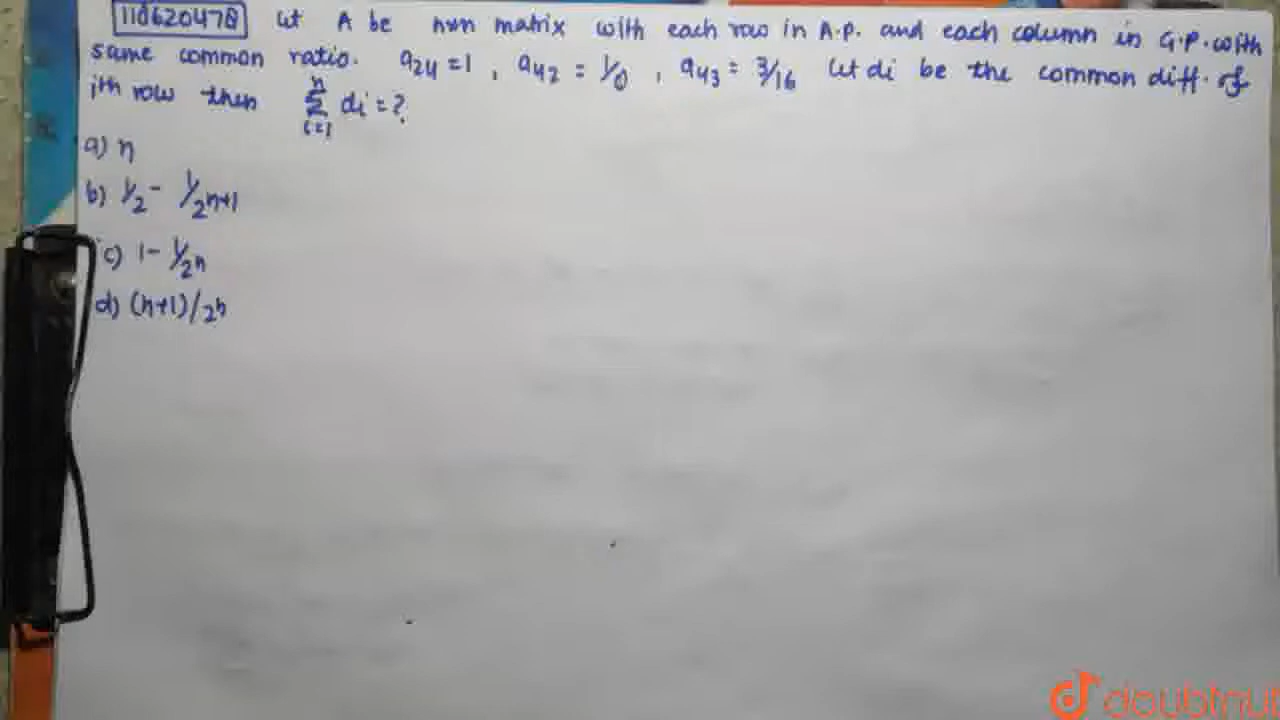 110620478 let A be n×n matrix with each row in A.P. and each column in G.P. with
same common ratio. a24 = 1 , a42 = 1/8 , a43 = 3/16 let di be the common diff. of
ith row then n∑i=1 di = ?
a) n
b) 1/2 - 1/2n+1
c) 1 - 1/2n
d) (n+1)/2n
doubtnut